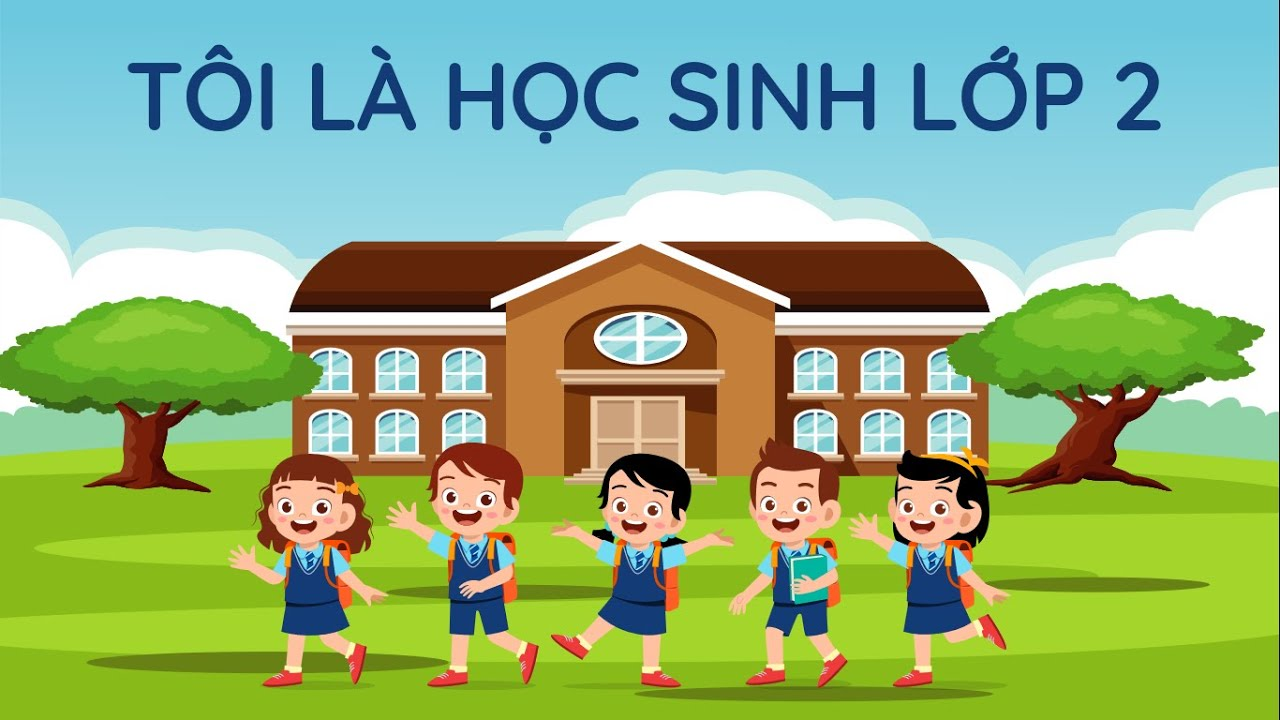 TÔI LÀ HỌC SINH LỚP 2